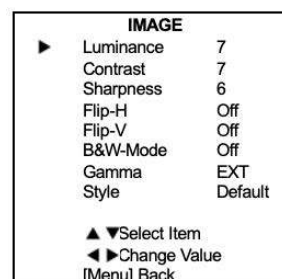 IMAGE
▶ Luminance 7
Contrast 7
Sharpness 6
Flip-H Off
Flip-V Off
B&W-Mode Off
Gamma EXT
Style Default
▲ ▼Select Item
◀ ▶Change Value
[Menu] Back